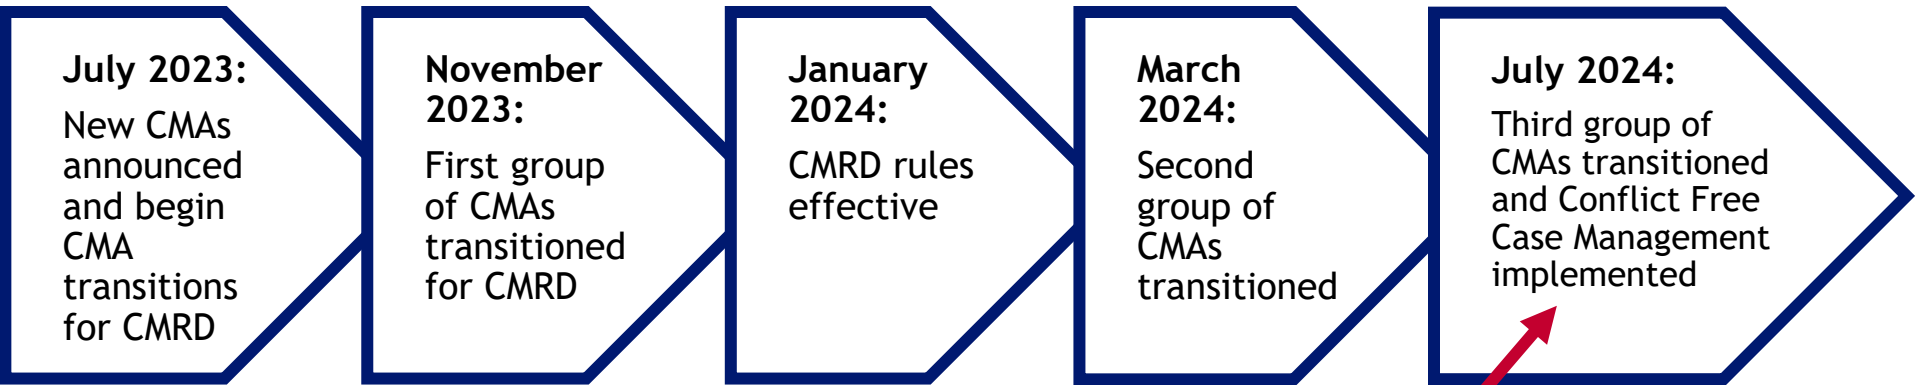 July 2023:
New CMAs
announced
and begin
CMA
transitions
for CMRD
November
2023:
First group
of CMAs
transitioned
for CMRD
January
2024:
CMRD rules
effective
March
2024:
Second
group of
CMAs
transitioned
July 2024:
Third group of
CMAs transitioned
and Conflict Free
Case Management
implemented